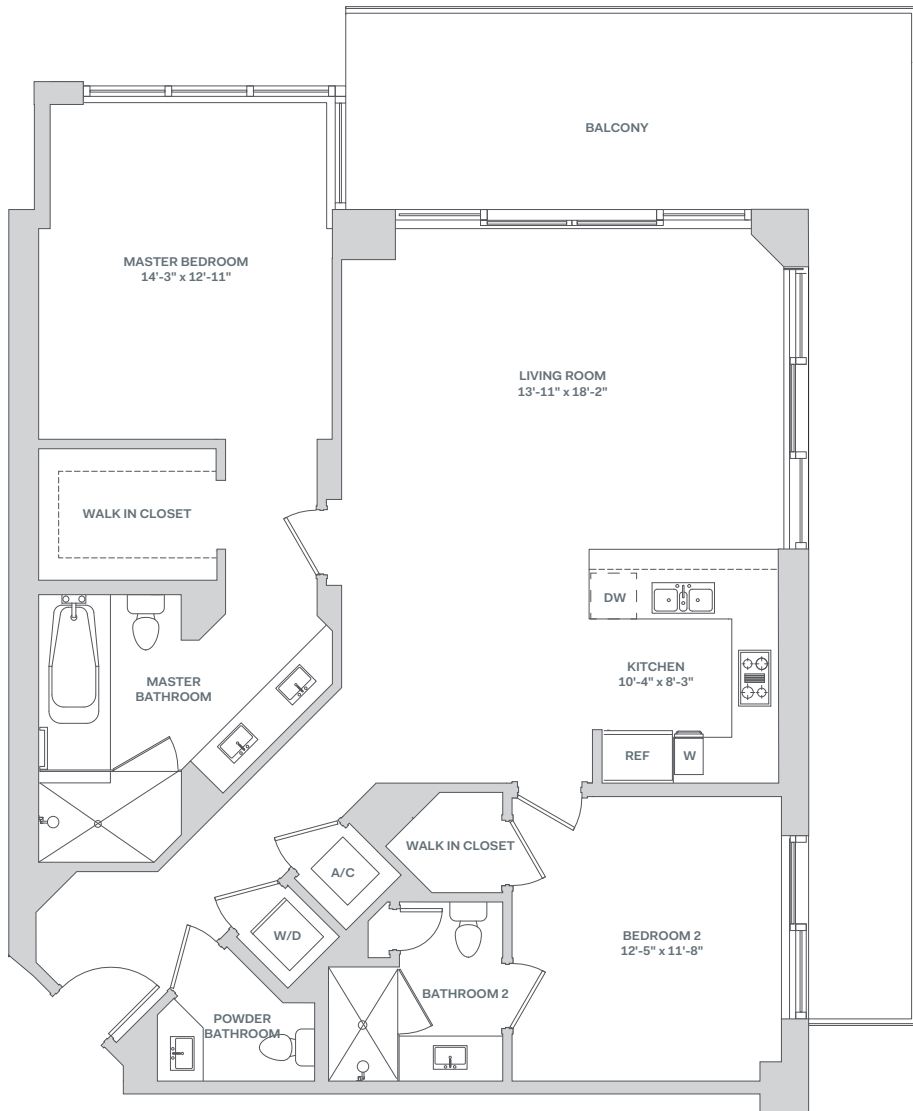 BALCONY
MASTER BEDROOM
14'-3" x 12'-11"
LIVING ROOM
13'-11" x 18'-2"
WALK IN CLOSET
DW
KITCHEN
10'-4" x 8'-3"
MASTER
BATHROOM
REF
W
WALK IN CLOSET
A/C
W/D
BEDROOM 2
12'-5" x 11'-8"
BATHROOM 2
POWDER
BATHROOM